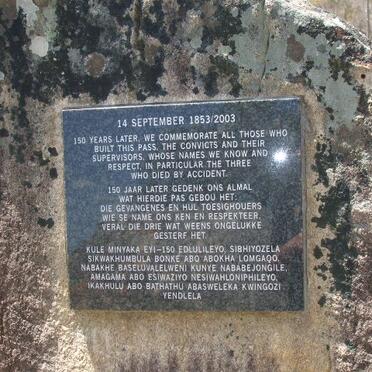 14 SEPTEMBER 1853/2003
150 YEARS LATER, WE COMMEMORATE ALL THOSE WHO
BUILT THIS PASS, THE CONVICTS AND THEIR
SUPERVISORS, WHOSE NAMES WE KNOW AND
RESPECT, IN PARTICULAR THE THREE
WHO DIED BY ACCIDENT.
150 JAAR LATER GEDENK ONS ALMAL
WAT HIERDIE PAS GEBOU HET:
DIE GEVANGENES EN HUL TOESIGHOUERS
WIE SE NAME ONS KEN EN RESPEKTEER,
VERAL DIE DRIE WAT WEENS ONGELUKKE
GESTERF HET.
KULE MINYAKA EYI-150 EDLULILEYO, SIBHIYOZELA
SIKWAKHUMBULA BONKE ABO ABOKHA LOMGAQO,
NABAKHE BASELUVALELWENI KUNYE NABABEJONGILE,
AMAGAMA ABO ESIWAZIYO NESIWAHLONIPHILEYO,
IKAKHULU ABO BATHATHU ABASWELEKA KWINGOZI
YENDLELA